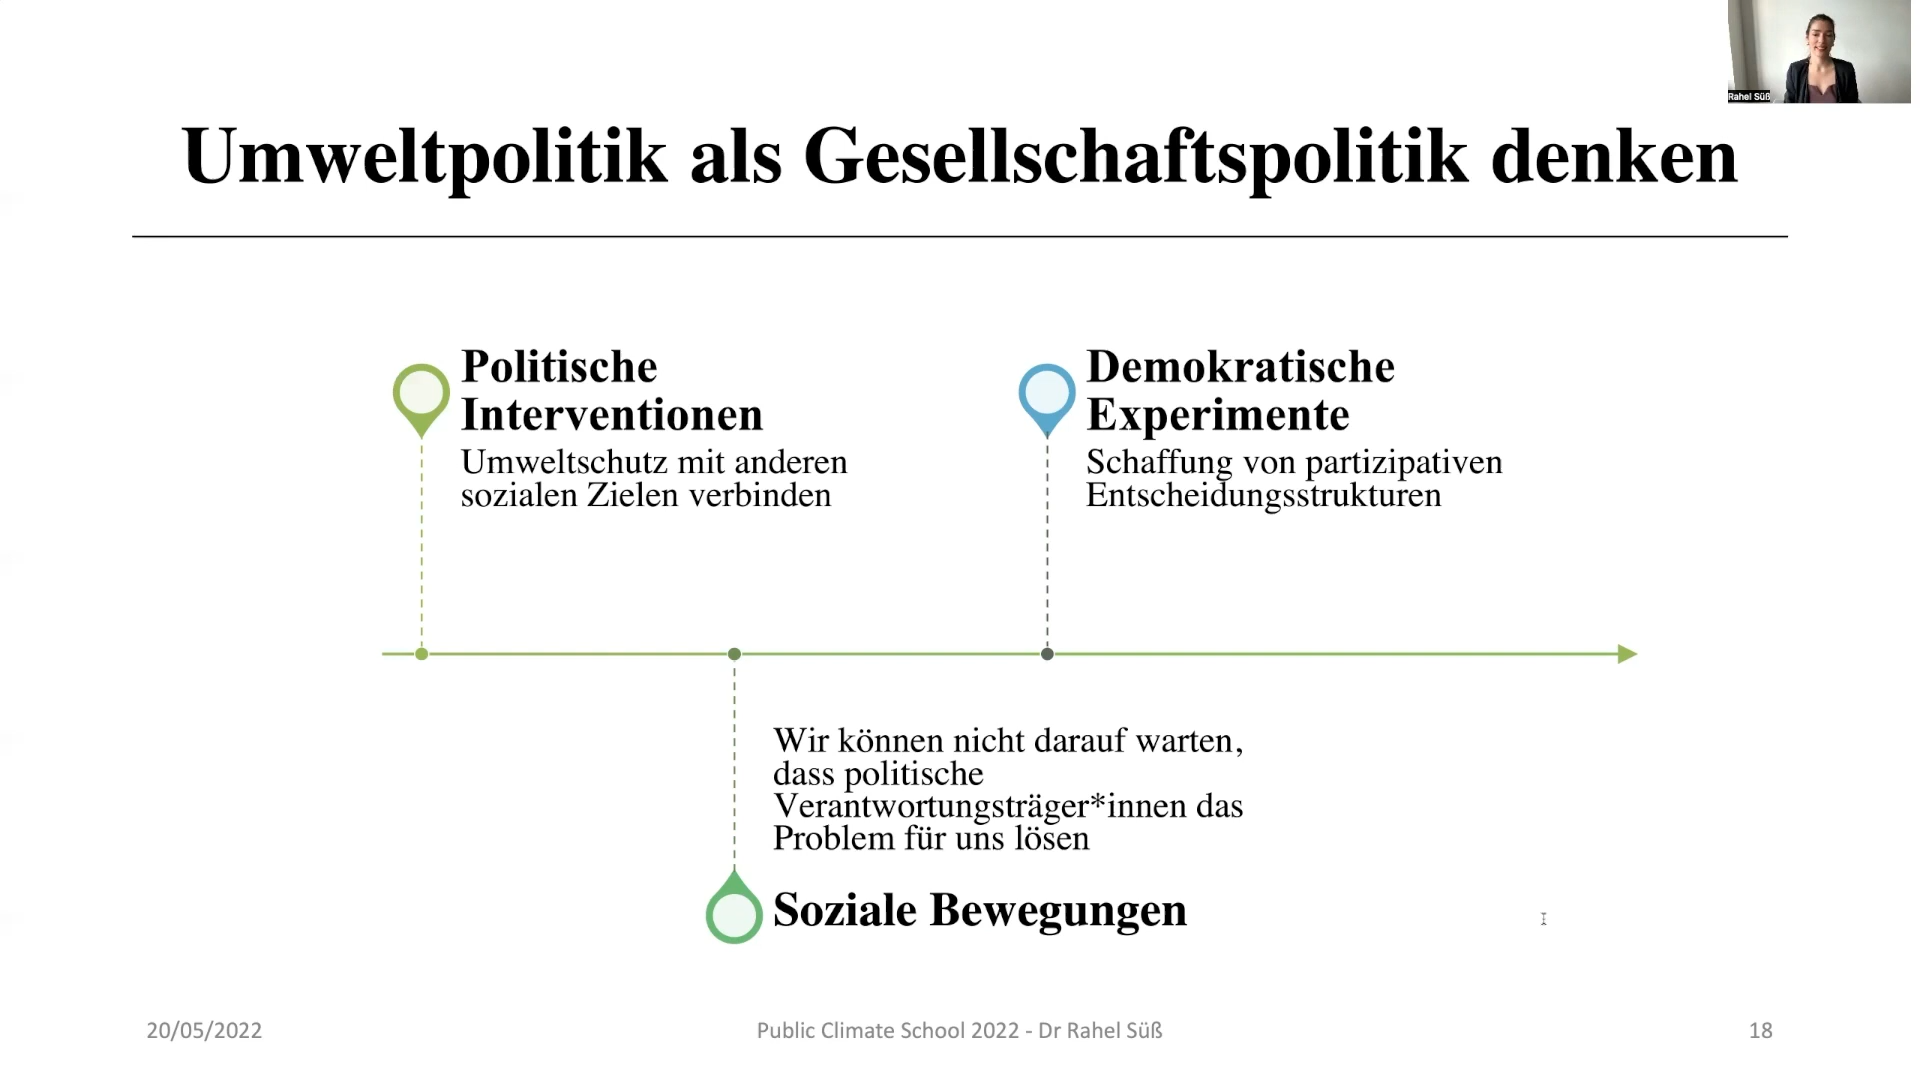 Rahel Süß
Umweltpolitik als Gesellschaftspolitik denken
Politische
Interventionen
Umweltschutz mit anderen
sozialen Zielen verbinden
Demokratische
Experimente
Schaffung von partizipativen
Entscheidungsstrukturen
Wir können nicht darauf warten,
dass politische
Verantwortungsträger*innen das
Problem für uns lösen
Soziale Bewegungen
20/05/2022
Public Climate School 2022 - Dr Rahel Süß
18